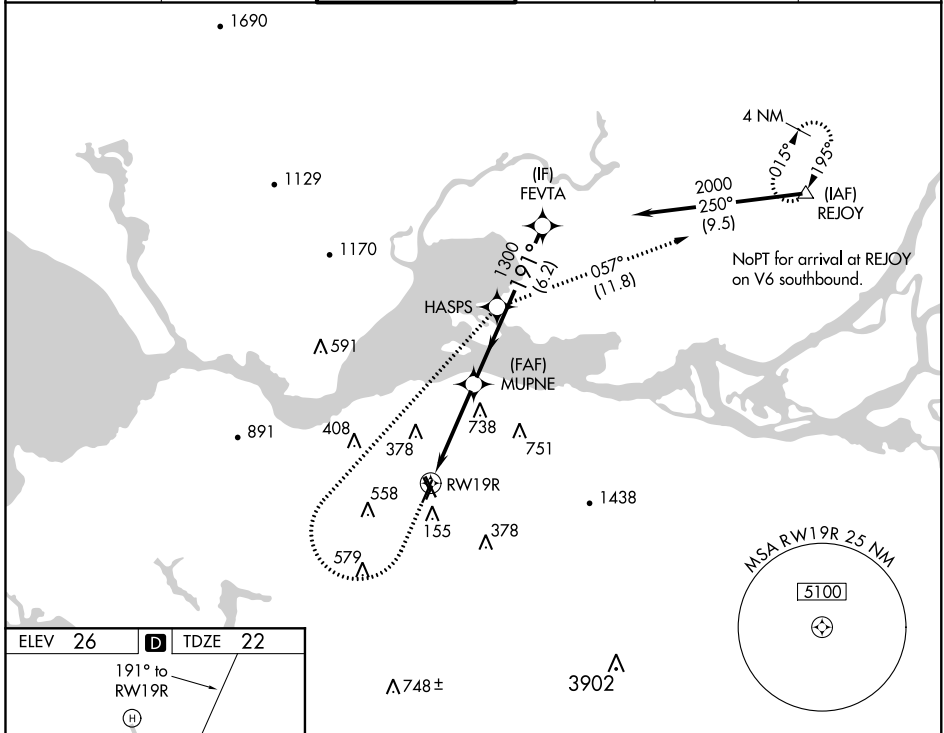 1690
4 NM
015°
195°
(IAF)
REJOY
1129
(IF)
FEVTA
2000
250°
(9.5)
1170
1300
191°
(6.2)
057°
(11.8)
NoPT for arrival at REJOY
on V6 southbound.
HASPS
591
(FAF)
MUPNE
891
408
378
738
751
RW19R
558
155
1438
378
579
MSA RW19R 25 NM
5100
ELEV 26
D
TDZE 22
191° to
RW19R
H
748 ±
3902